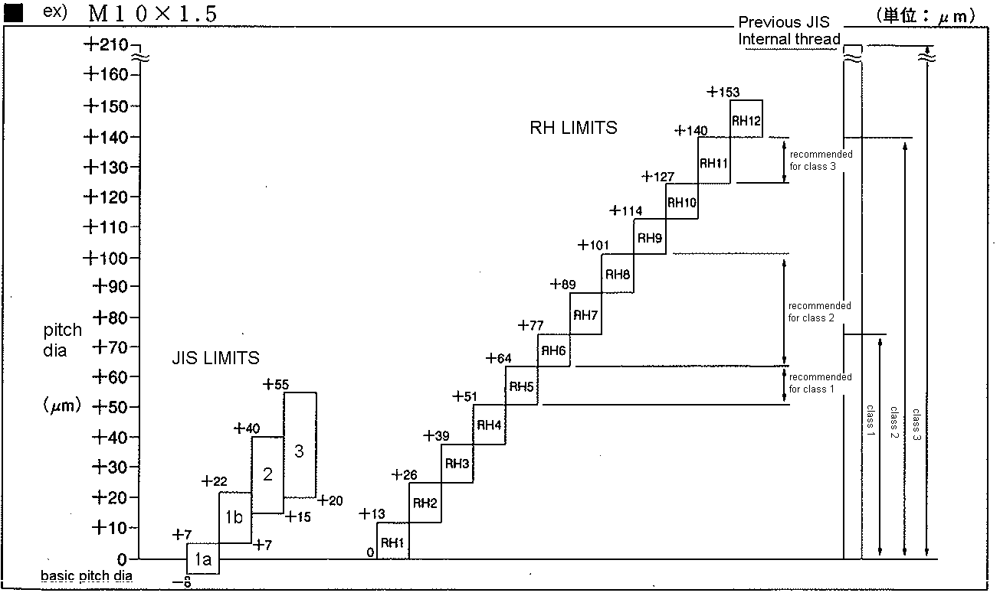 ex) M10×1.5
(単位：μm)
Previous JIS
Internal thread
+210
+160
+150
+140
+130
+120
+110
+100
+90
+80
+70
+60
+50
+40
+30
+20
+10
0
pitch
dia
(μm)
basic pitch dia
JIS LIMITS
+7
1a
−8
+22
1b
+7
+40
2
+15
+55
3
+20
RH LIMITS
0
+13
RH1
+26
RH2
+39
RH3
+51
RH4
+64
RH5
+77
RH6
+89
RH7
+101
RH8
+114
RH9
+127
RH10
+140
RH11
+153
RH12
recommended
for class 3
recommended
for class 2
recommended
for class 1
class 1
class 2
class 3